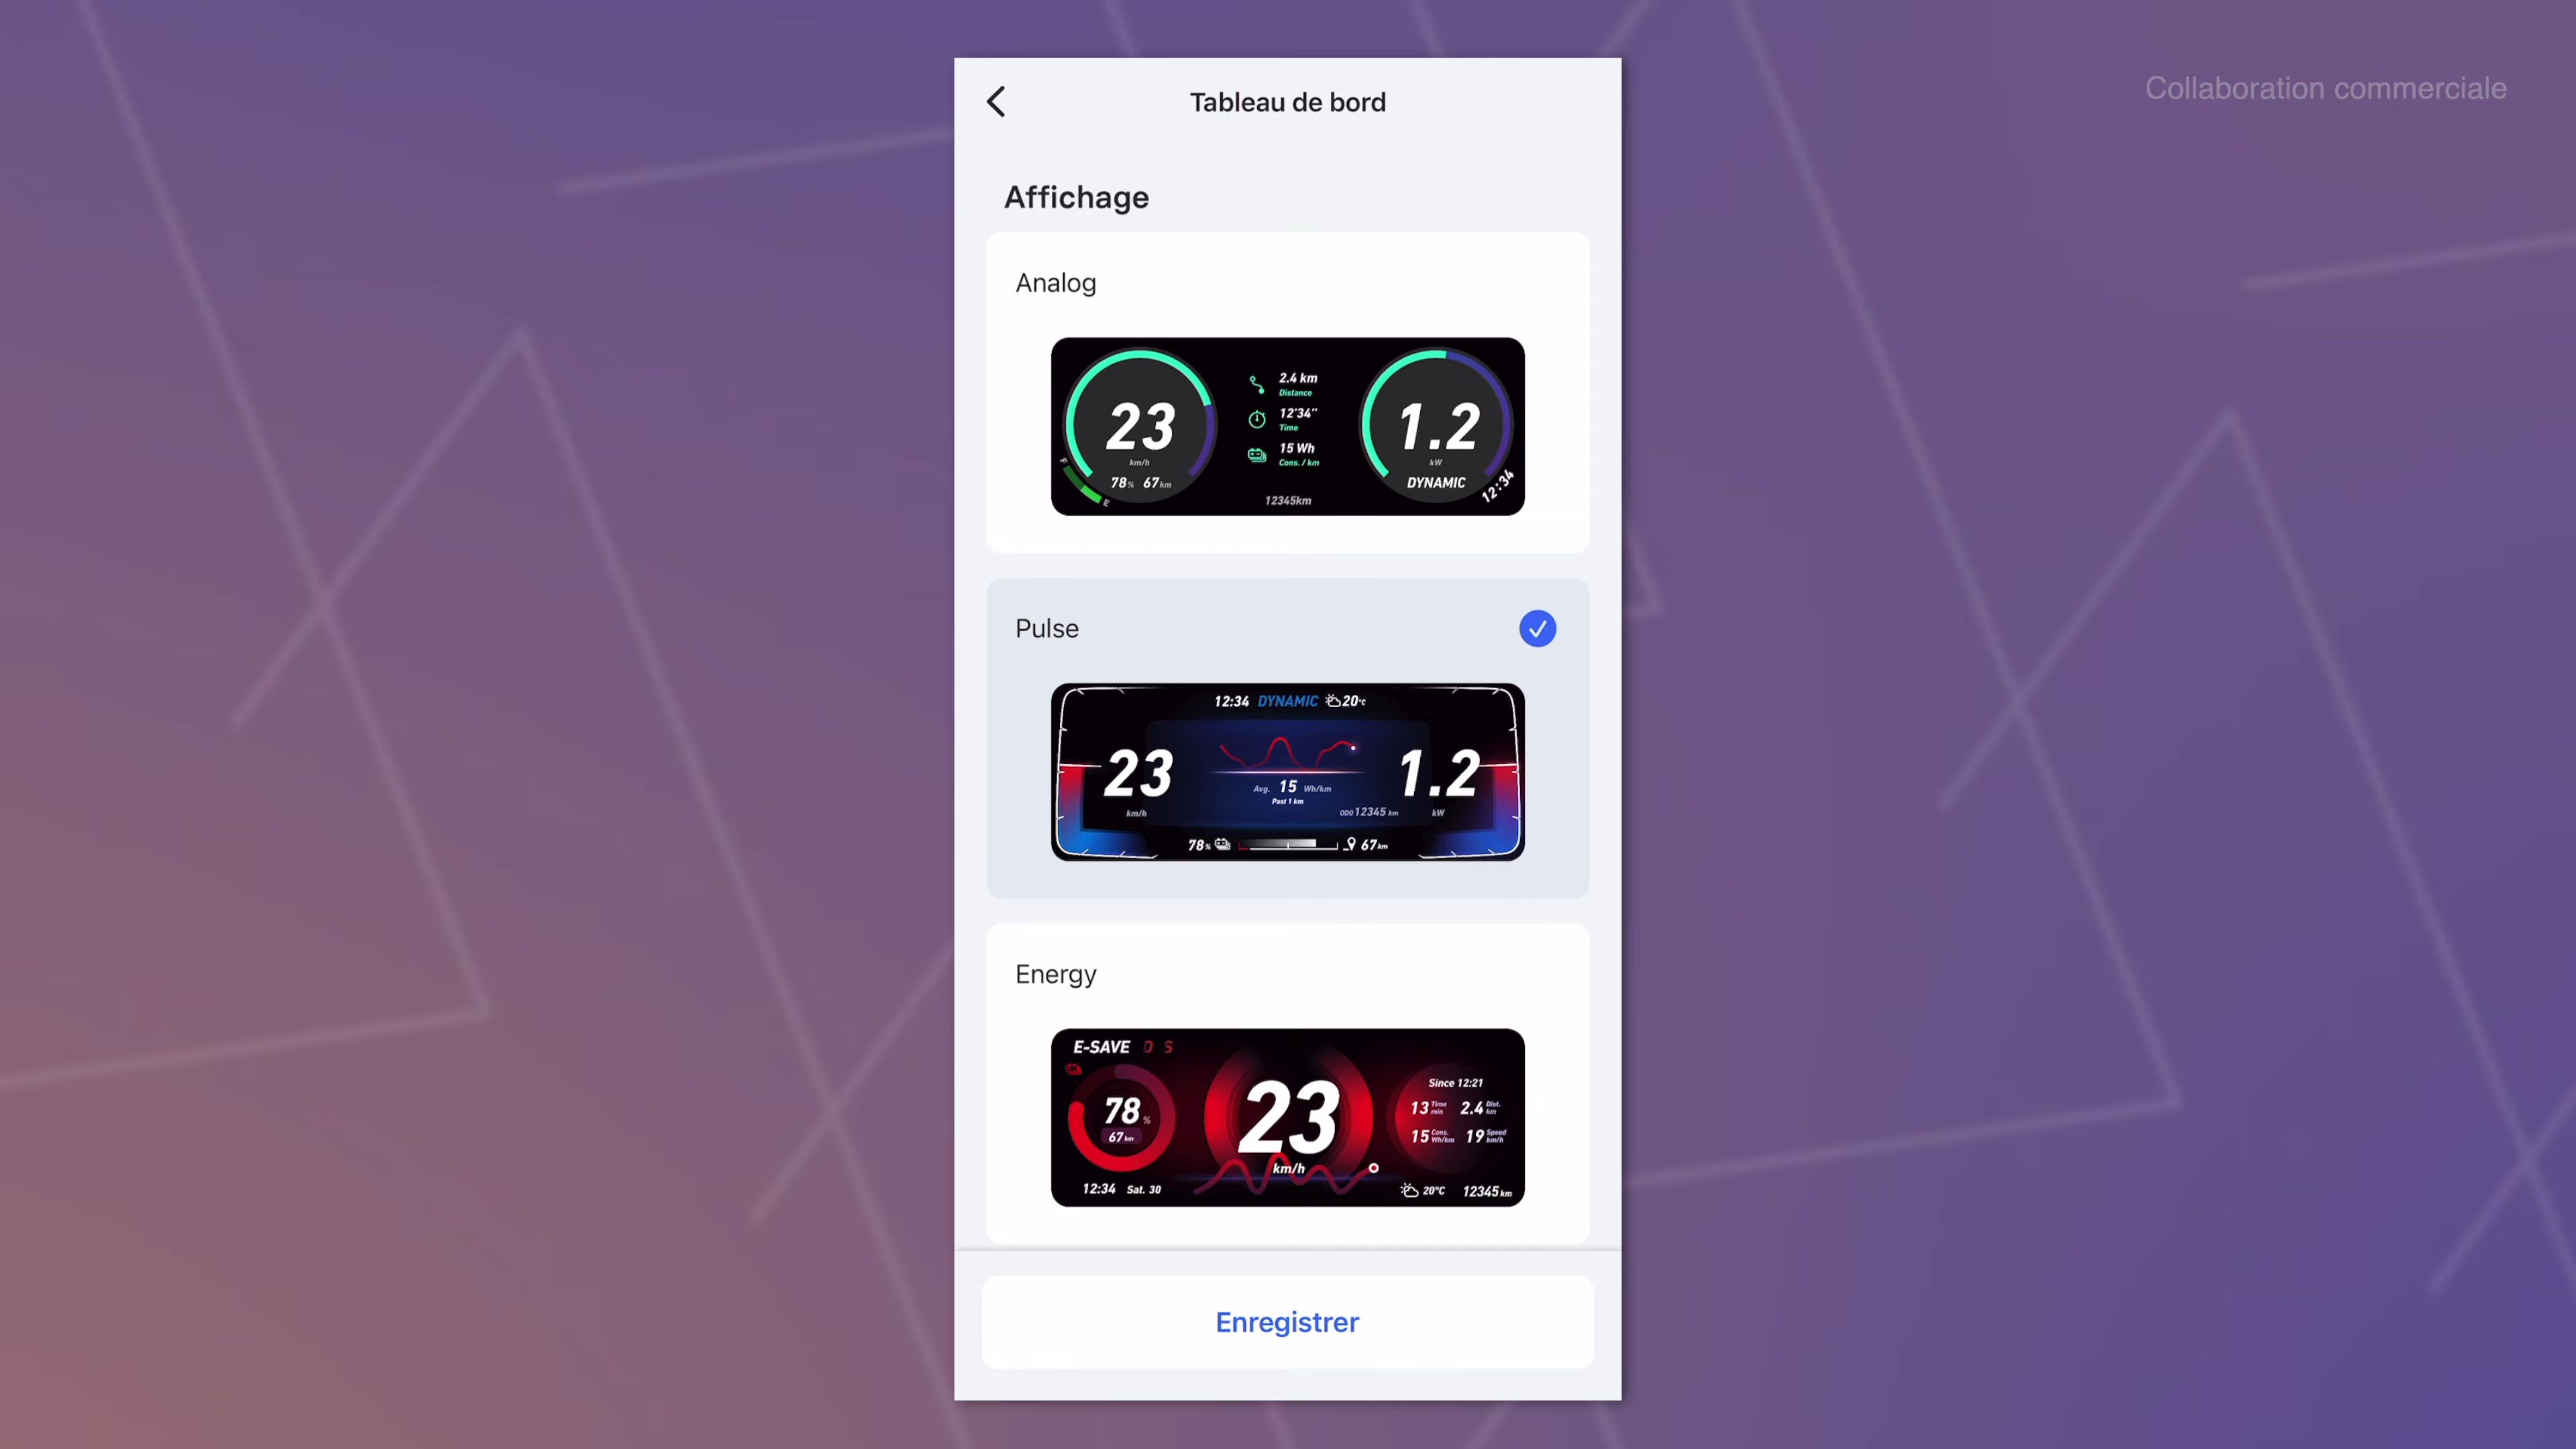 Collaboration commerciale
Tableau de bord
Affichage
Analog
23
km/h
78% 67km
F
E
2.4 km
Distance
12'34"
Time
15 Wh
Cons. / km
12345km
1.2
kW
DYNAMIC
12:34
Pulse
12:34 DYNAMIC 20°C
23
km/h
Avg. 15 Wh/km
Past 1 km
ODO 12345 km
1.2
kW
78% 67km
Energy
E-SAVE D S
78%
67km
12:34 Sat. 30
23
km/h
Since 12:21
13 Time min 2.4 Dist. km
15 Cons. Wh/km 19 Speed km/h
20°C 12345km
Enregistrer